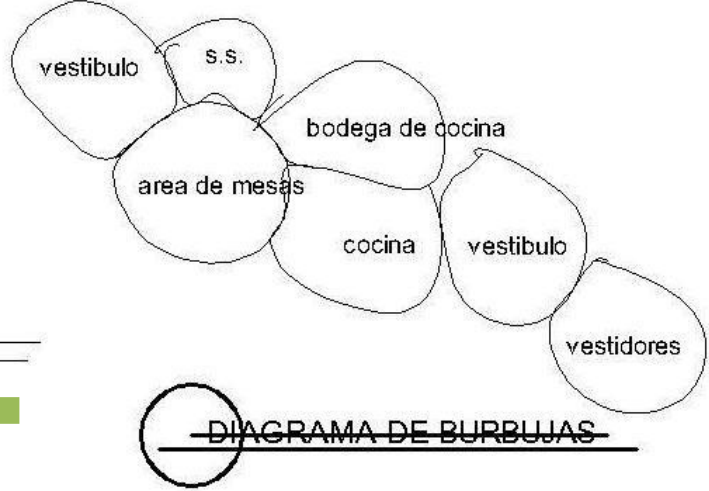 vestibulo
s.s.
bodega de cocina
area de mesas
cocina
vestibulo
vestidores
DIAGRAMA DE BURBUJAS